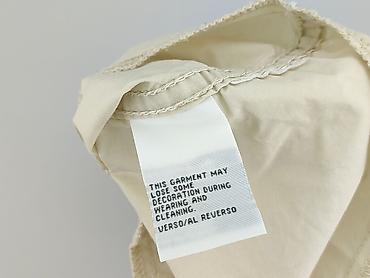 THIS GARMENT MAY
LOSE SOME
DECORATION DURING
WEARING AND
CLEANING.
VERSO/AL REVERSO